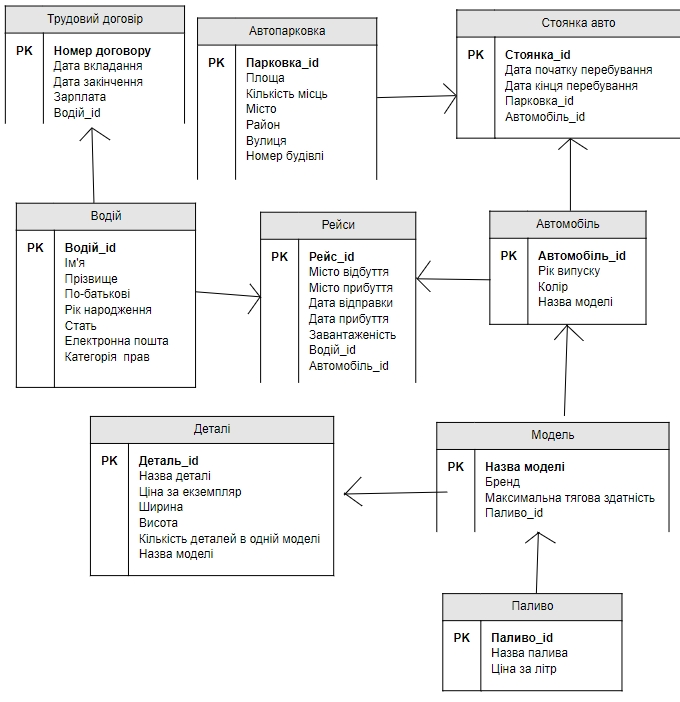 Трудовий договір
PK Номер договору
Дата вкладання
Дата закінчення
Зарплата
Водій_id
Автопарковка
PK Парковка_id
Площа
Кількість місць
Місто
Район
Вулиця
Номер будівлі
Стоянка авто
PK Стоянка_id
Дата початку перебування
Дата кінця перебування
Парковка_id
Автомобіль_id
Водій
PK Водій_id
Ім'я
Прізвище
По-батькові
Рік народження
Стать
Електронна пошта
Категорія прав
Рейси
PK Рейс_id
Місто відбуття
Місто прибуття
Дата відправки
Дата прибуття
Завантаженість
Водій_id
Автомобіль_id
Автомобіль
PK Автомобіль_id
Рік випуску
Колір
Назва моделі
Деталі
PK Деталь_id
Назва деталі
Ціна за екземпляр
Ширина
Висота
Кількість деталей в одній моделі
Назва моделі
Модель
PK Назва моделі
Бренд
Максимальна тягова здатність
Паливо_id
Паливо
PK Паливо_id
Назва палива
Ціна за літр